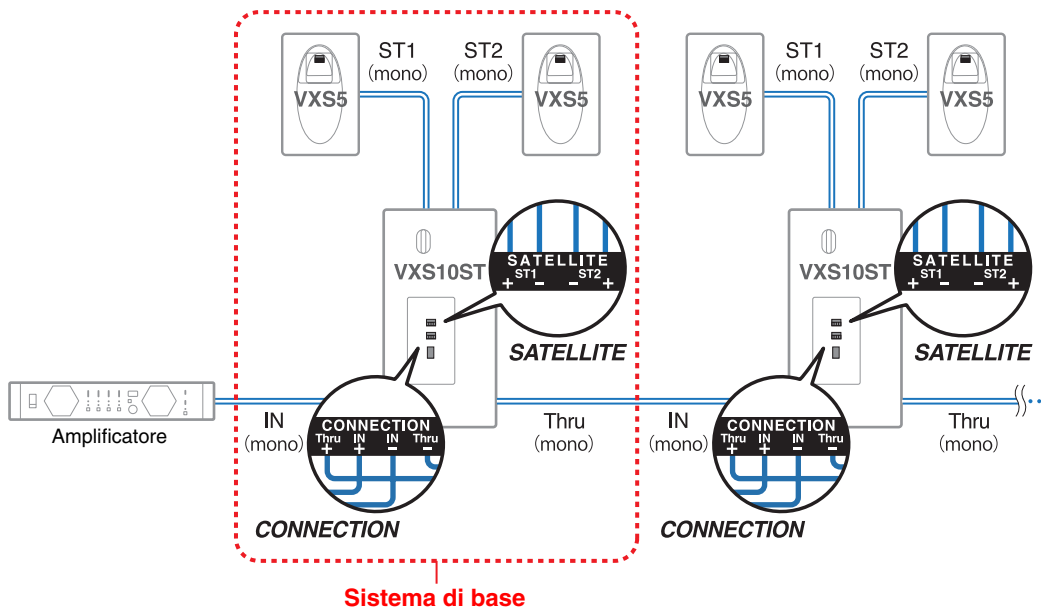 ST1
(mono)
ST2
(mono)
ST1
(mono)
ST2
(mono)
VXS5
VXS5
VXS5
VXS5
VXS10ST
SATELLITE
ST1 ST2
+ − − +
SATELLITE
VXS10ST
SATELLITE
ST1 ST2
+ − − +
SATELLITE
Amplificatore
IN
(mono)
CONNECTION
Thru IN IN Thru
+ + − −
CONNECTION
Thru
(mono)
IN
(mono)
CONNECTION
Thru IN IN Thru
+ + − −
CONNECTION
Thru
(mono)
Sistema di base